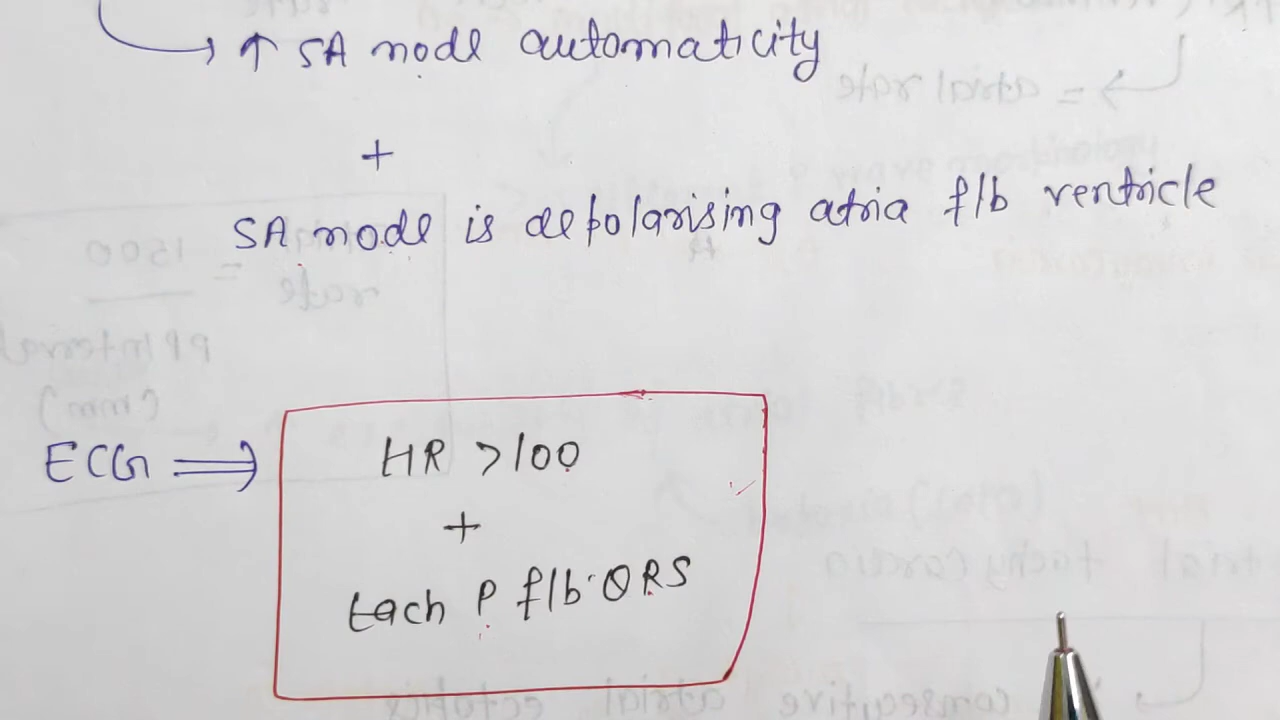 ↑ SA node automaticity
+
SA node is depolarising atria f/b ventricle
ECG ⇒
HR >100
+
Each P f/b QRS